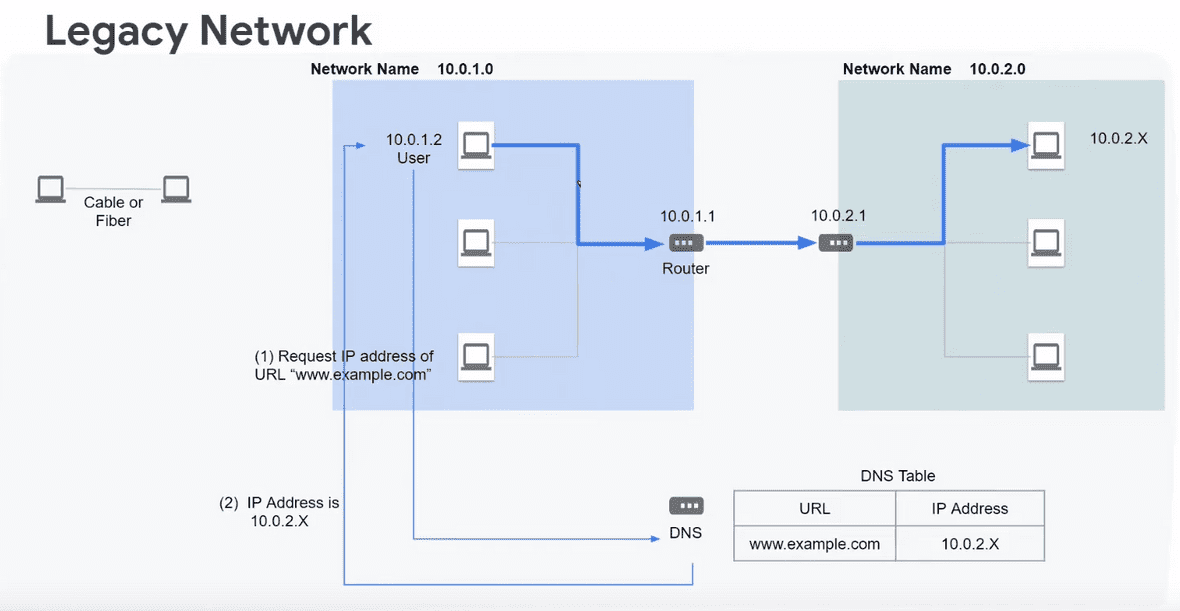 Legacy Network
Network Name 10.0.1.0
Network Name 10.0.2.0
10.0.1.2
User
10.0.2.X
Cable or
Fiber
10.0.1.1
Router
10.0.2.1
(1) Request IP address of
URL “www.example.com”
(2) IP Address is
10.0.2.X
DNS
DNS Table
URL IP Address
www.example.com 10.0.2.X